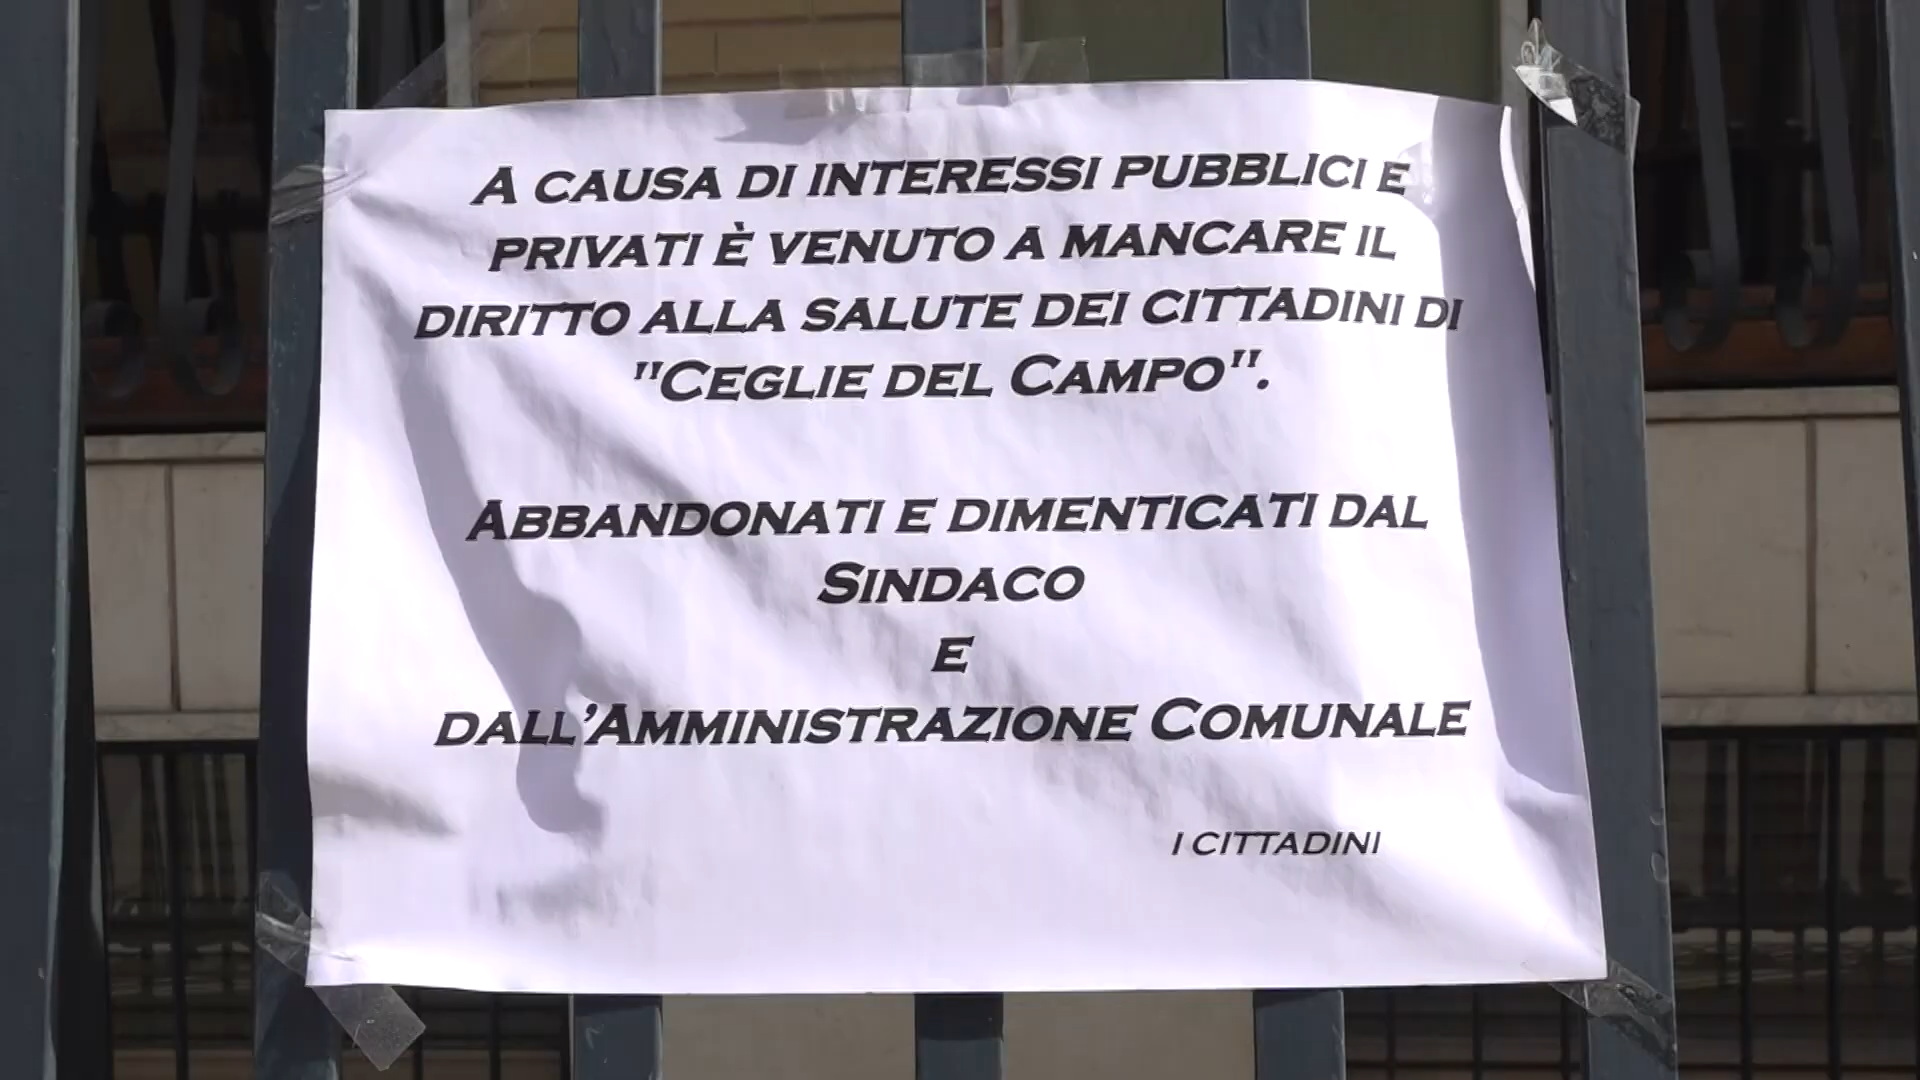 A CAUSA DI INTERESSI PUBBLICI E
PRIVATI È VENUTO A MANCARE IL
DIRITTO ALLA SALUTE DEI CITTADINI DI
"CEGLIE DEL CAMPO".
ABBANDONATI E DIMENTICATI DAL
SINDACO
E
DALL'AMMINISTRAZIONE COMUNALE
I CITTADINI